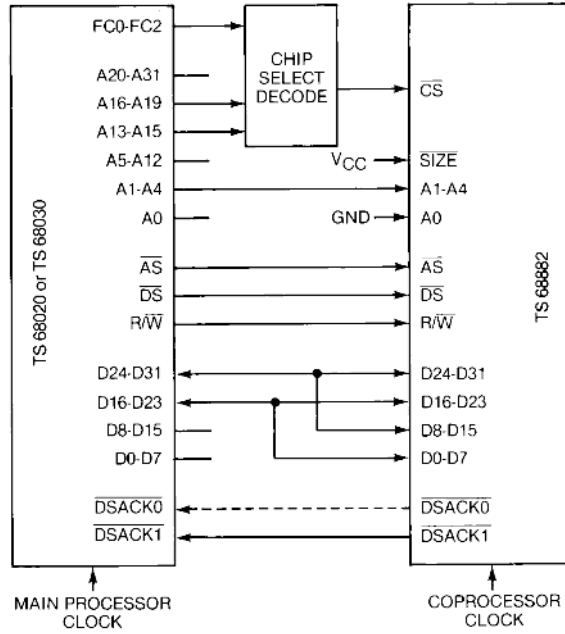 FC0-FC2
A20-A31
A16-A19
A13-A15
A5-A12
A1-A4
A0
AS
DS
R/W
D24-D31
D16-D23
D8-D15
D0-D7
DSACK0
DSACK1
TS 68020 or TS 68030
MAIN PROCESSOR
CLOCK
CHIP
SELECT
DECODE
VCC
GND
CS
SIZE
A1-A4
A0
AS
DS
R/W
D24-D31
D16-D23
D8-D15
D0-D7
DSACK0
DSACK1
TS 68882
COPROCESSOR
CLOCK